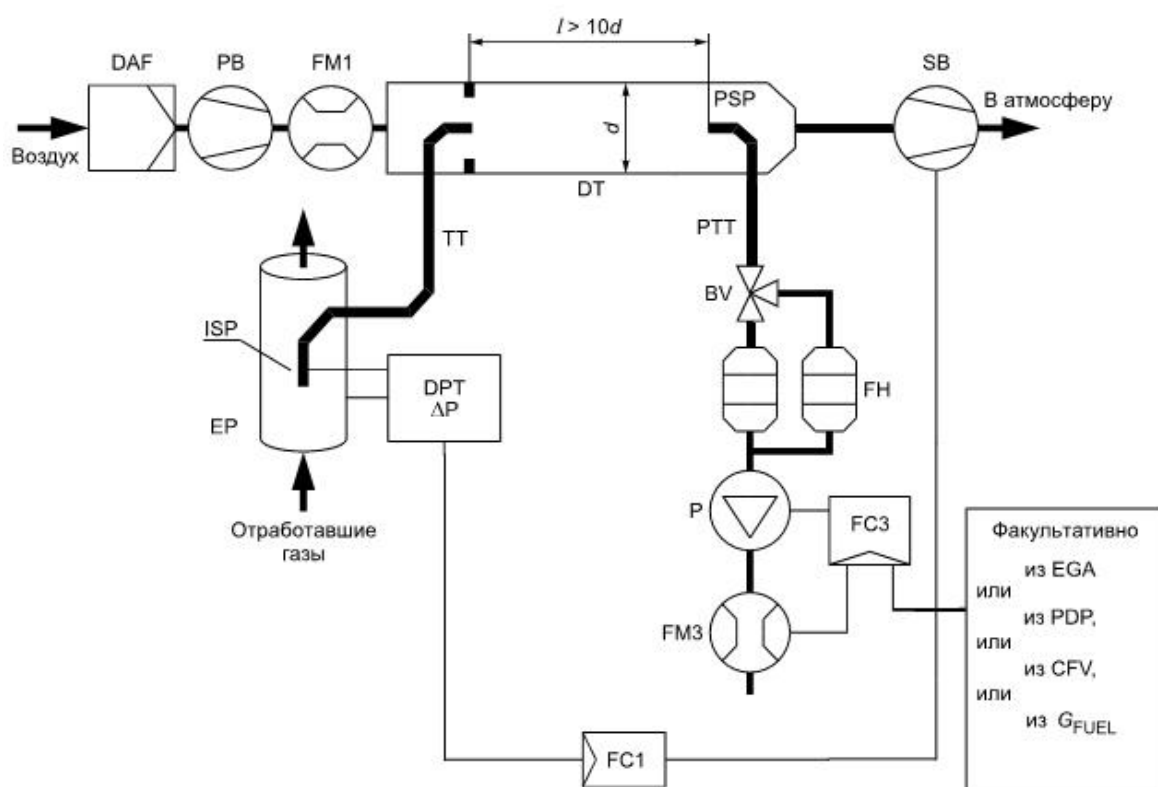 l > 10d
DAF
PB
FM1
SB
PSP
В атмосферу
d
Воздух
DT
TT
PTT
BV
ISP
DPT
ΔP
FH
EP
P
FC3
Отработавшие
газы
Факультативно
из EGA
или
из PDP,
или
из CFV,
или
из G_FUEL
FM3
FC1